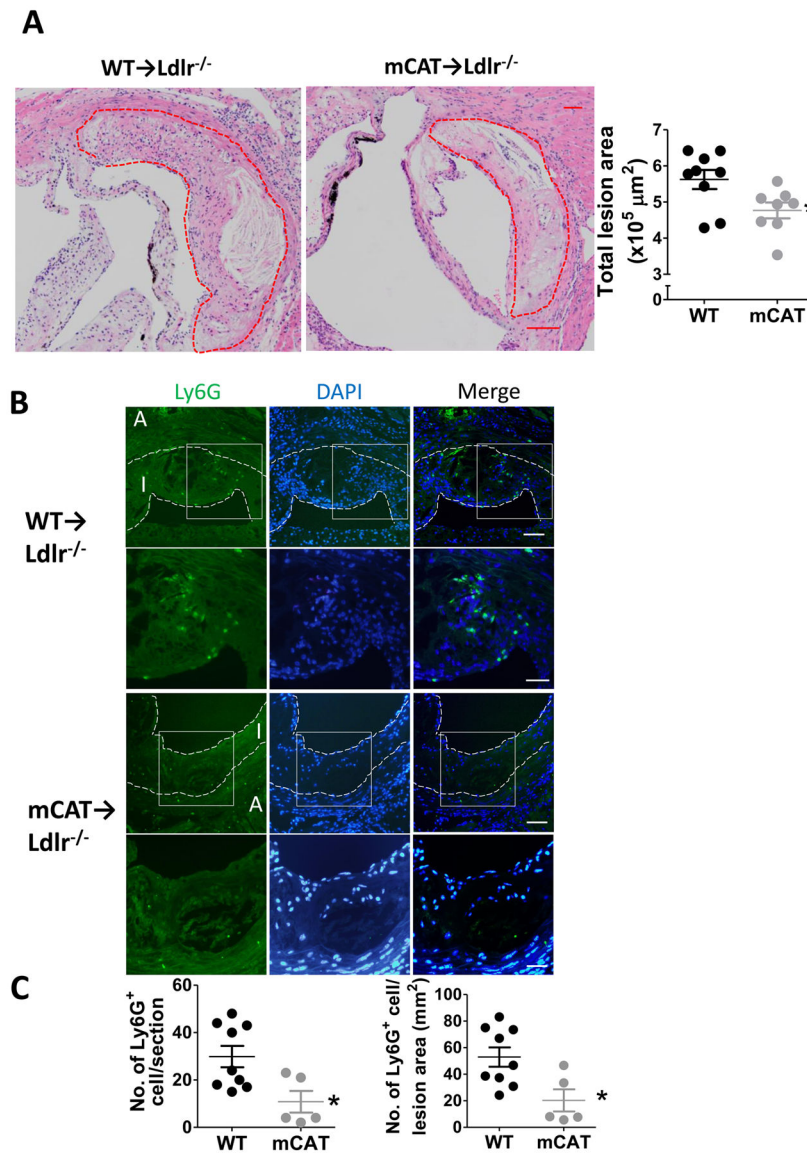 A
WT→Ldlr-/-
mCAT→Ldlr-/-
Total lesion area
(x10⁵ μm²)
7
6
5
4
3
0
*
WT
mCAT
B
Ly6G
DAPI
Merge
A
I
WT→
Ldlr-/-
I
A
mCAT→
Ldlr-/-
C
No. of Ly6G⁺
cell/section
60
40
20
0
*
WT
mCAT
No. of Ly6G⁺ cell/
lesion area (mm²)
100
80
60
40
20
0
*
WT
mCAT